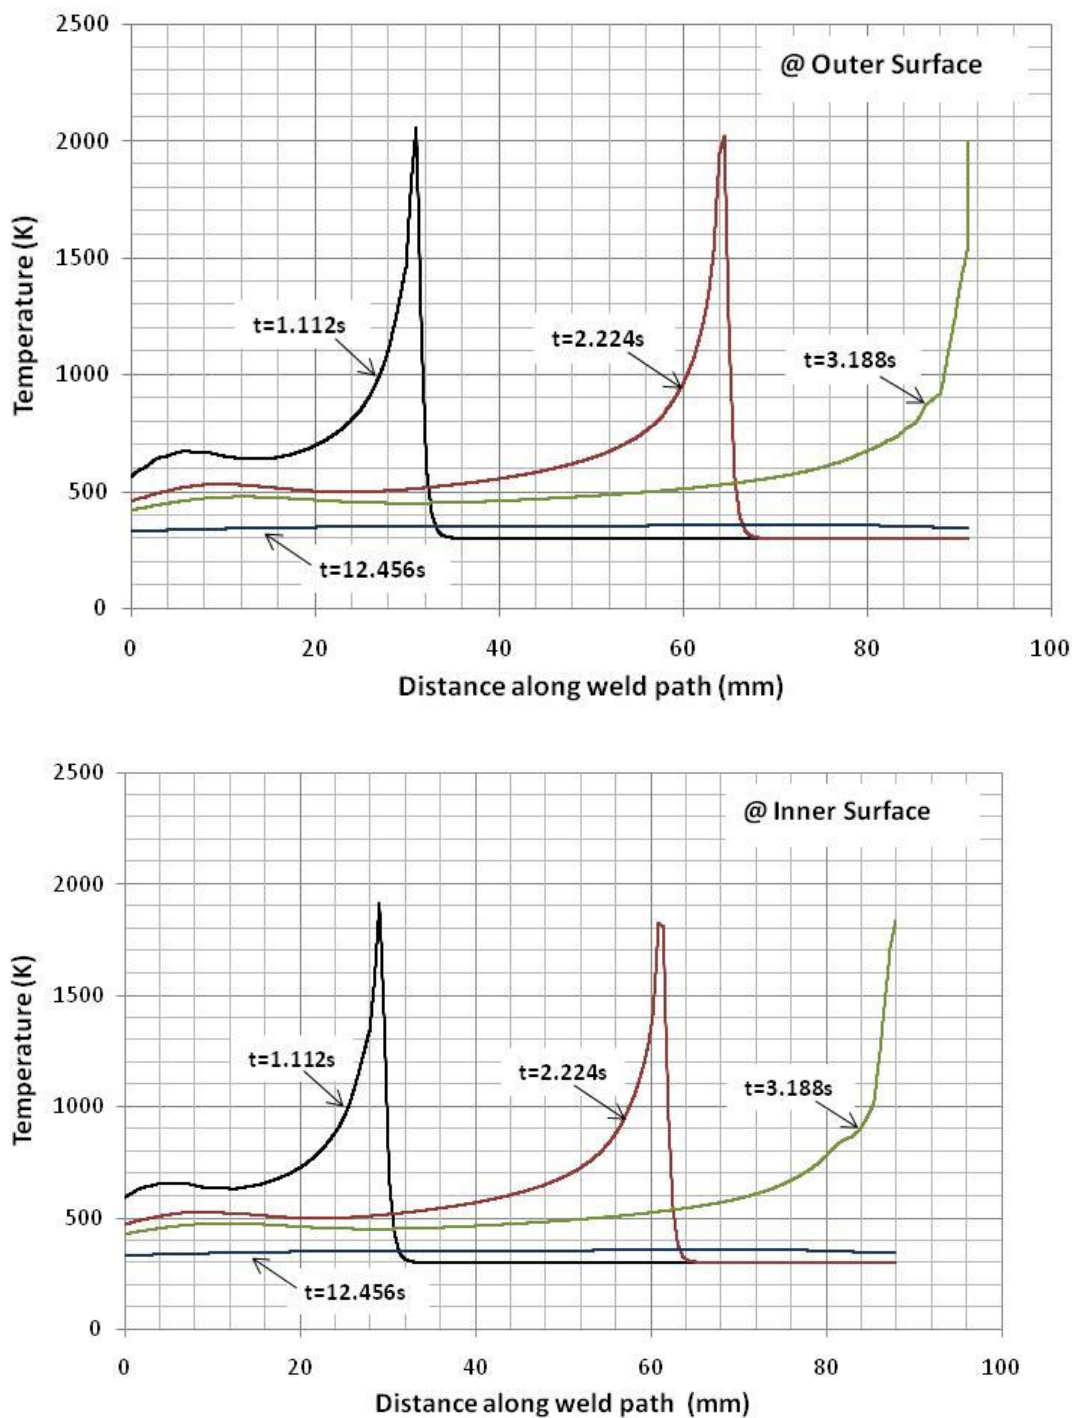 2500
@ Outer Surface
2000
1500
t=1.112s
t=2.224s
t=3.188s
1000
500
t=12.456s
0
0 20 40 60 80 100
Temperature (K)
Distance along weld path (mm)
2500
@ Inner Surface
2000
1500
t=1.112s
t=2.224s
t=3.188s
1000
500
t=12.456s
0
0 20 40 60 80 100
Temperature (K)
Distance along weld path (mm)